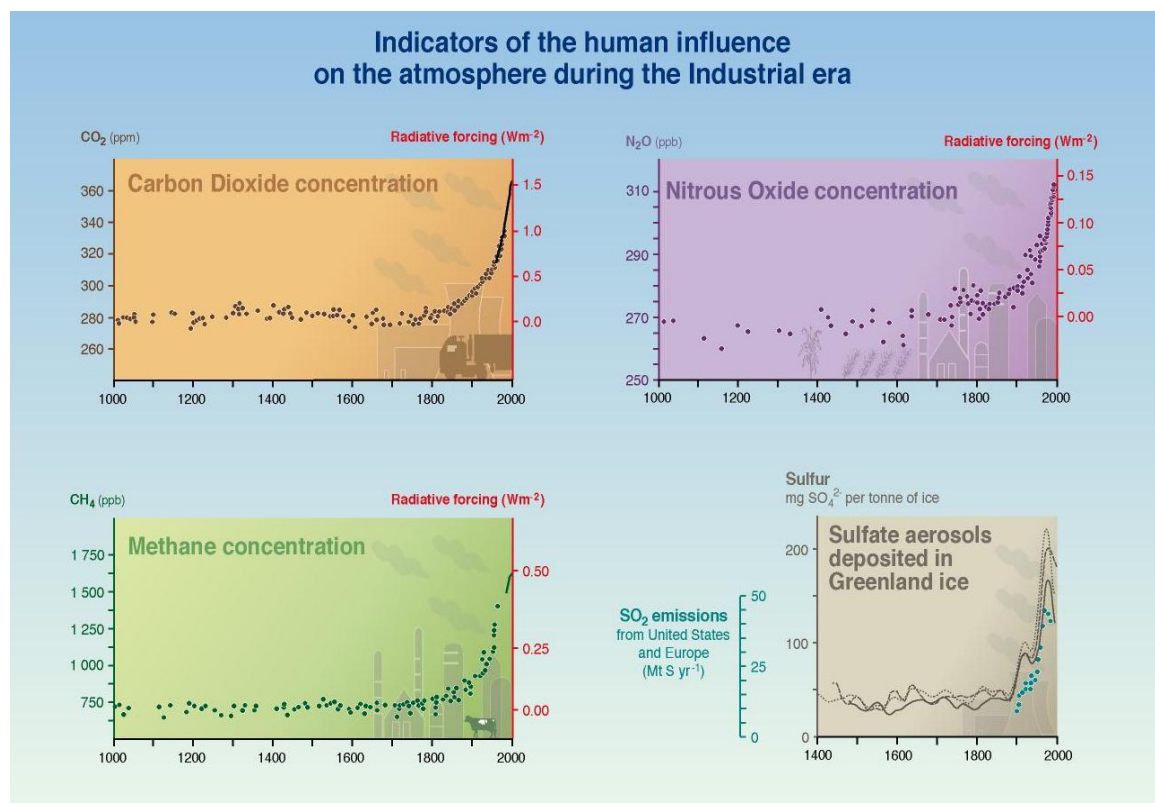 Indicators of the human influence
on the atmosphere during the Industrial era
CO₂ (ppm)
Radiative forcing (Wm⁻²)
Carbon Dioxide concentration
360
340
320
300
280
260
1.5
1.0
0.5
0.0
1000 1200 1400 1600 1800 2000
N₂O (ppb)
Radiative forcing (Wm⁻²)
Nitrous Oxide concentration
310
290
270
250
0.15
0.10
0.05
0.00
1000 1200 1400 1600 1800 2000
CH₄ (ppb)
Radiative forcing (Wm⁻²)
Methane concentration
1 750
1 500
1 250
1 000
750
0.50
0.25
0.00
1000 1200 1400 1600 1800 2000
Sulfur
mg SO₄²⁻ per tonne of ice
Sulfate aerosols
deposited in
Greenland ice
200
100
0
SO₂ emissions
from United States
and Europe
(Mt S yr⁻¹)
50
25
0
1400 1600 1800 2000